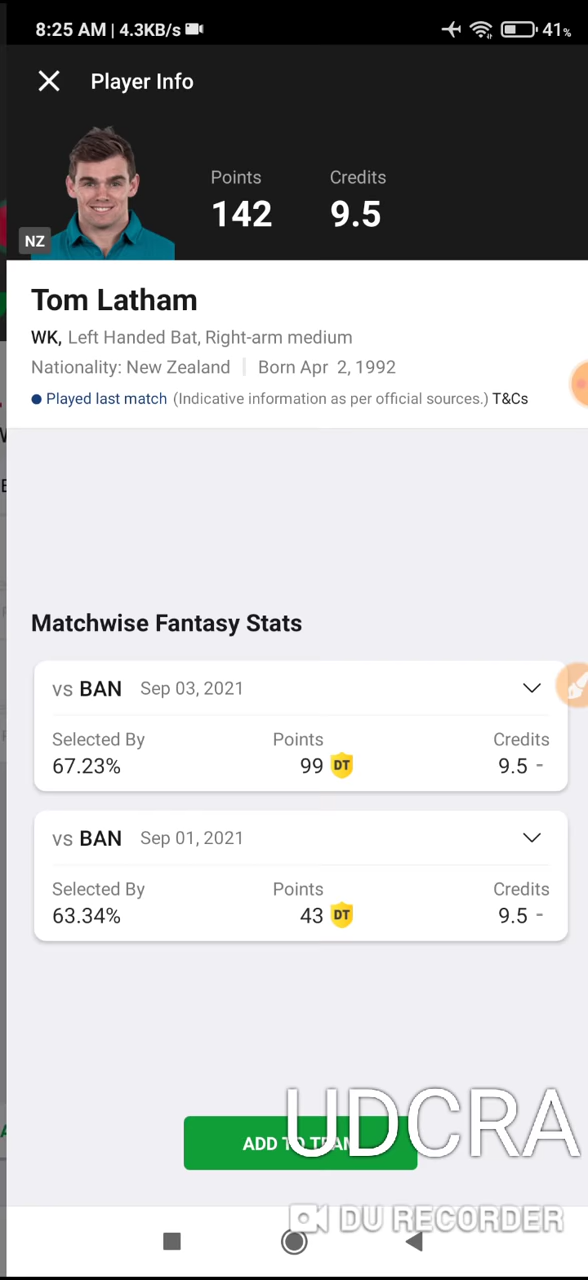 8:25 AM | 4.3KB/s 41%
Player Info
Points Credits
142 9.5
NZ
Tom Latham
WK, Left Handed Bat, Right-arm medium
Nationality: New Zealand | Born Apr 2, 1992
Played last match (Indicative information as per official sources.) T&Cs
Matchwise Fantasy Stats
vs BAN Sep 03, 2021
Selected By Points Credits
67.23% 99 DT 9.5 -
vs BAN Sep 01, 2021
Selected By Points Credits
63.34% 43 DT 9.5 -
ADD TO TEAM
UDCRA
DU RECORDER